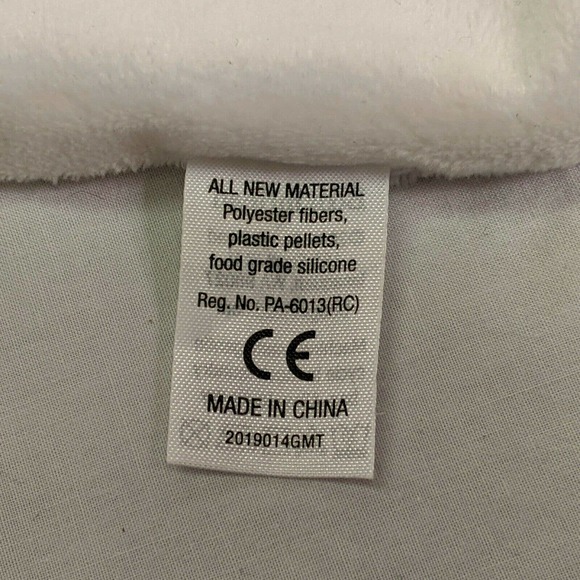 ALL NEW MATERIAL
Polyester fibers,
plastic pellets,
food grade silicone
Reg. No. PA-6013(RC)
CE
MADE IN CHINA
2019014GMT